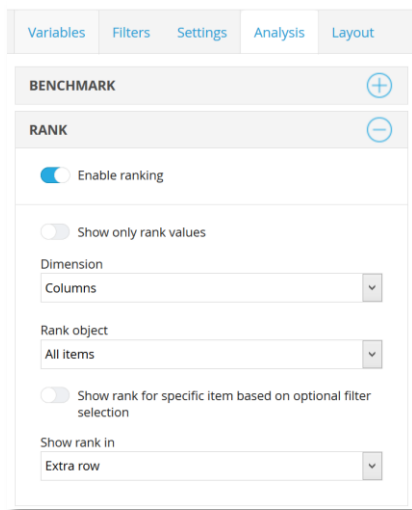 Variables Filters Settings Analysis Layout
BENCHMARK
RANK
Enable ranking
Show only rank values
Dimension
Columns
Rank object
All items
Show rank for specific item based on optional filter
selection
Show rank in
Extra row